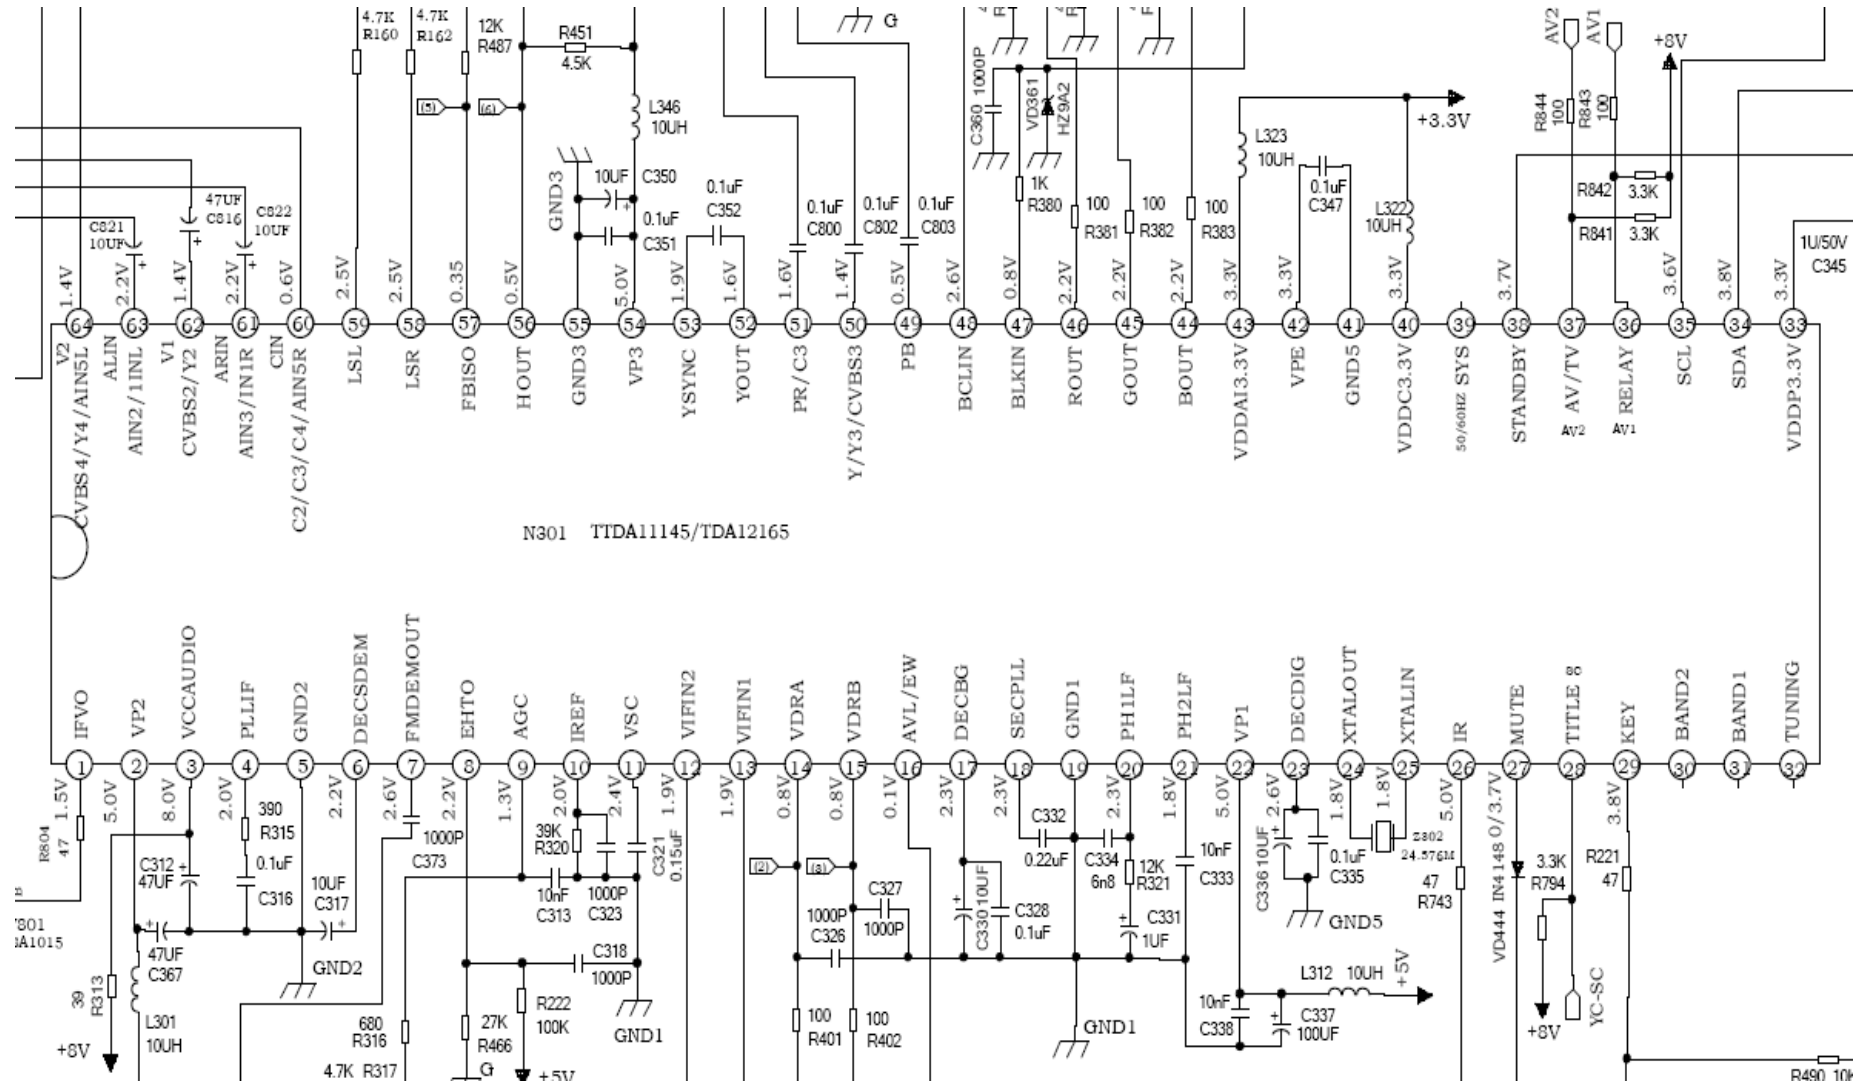 4.7K
R160
4.7K
R162
12K
R487
R451
4.5K
G
(5)
(6)
L346
10UH
GND3
10UF
C350
0.1uF
C351
0.1uF
C352
0.1uF
C800
0.1uF
C802
0.1uF
C803
C360 1000P
VD361
HZ9A2
1K
R380
100
R381
100
R382
100
R383
L323
10UH
0.1uF
C347
L322
10UH
+3.3V
AV2
AV1
R844
100
R843
100
+8V
R842
3.3K
R841
3.3K
1U/50V
C345
C821
10UF
47UF
C816
C822
10UF
1.4V
2.2V
1.4V
2.2V
0.6V
2.5V
2.5V
0.35
0.5V
5.0V
1.9V
1.6V
1.6V
1.4V
0.5V
2.6V
0.8V
2.2V
2.2V
2.2V
3.3V
3.3V
3.3V
3.7V
3.6V
3.8V
3.3V
64 63 62 61 60 59 58 57 56 55 54 53 52 51 50 49 48 47 46 45 44 43 42 41 40 39 38 37 36 35 34 33
V2
CVBS4/Y4/AIN5L
ALIN
AIN2/1INL
V1
CVBS2/Y2
ARIN
AIN3/IN1R
CIN
C2/C3/C4/AIN5R
LSL
LSR
FBISO
HOUT
GND3
VP3
YSYNC
YOUT
PR/C3
Y/Y3/CVBS3
PB
BCLIN
BLKIN
ROUT
GOUT
BOUT
VDDAI3.3V
VPE
GND5
VDDC3.3V
50/60HZ SYS
STANDBY
AV/TV
AV2
RELAY
AV1
SCL
SDA
VDDP3.3V
N301 TTDA11145/TDA12165
IFVO
VP2
VCCAUDIO
PLLIF
GND2
DECSDEM
FMDEMOUT
EHTO
AGC
IREF
VSC
VIFIN2
VIFIN1
VDRA
VDRB
AVL/EW
DECBG
SECPLL
GND1
PH1LF
PH2LF
VP1
DECDIG
XTALOUT
XTALIN
IR
MUTE
TITLE 80
KEY
BAND2
BAND1
TUNING
1 2 3 4 5 6 7 8 9 10 11 12 13 14 15 16 17 18 19 20 21 22 23 24 25 26 27 28 29 30 31 32
1.5V
5.0V
8.0V
2.0V
2.2V
2.6V
2.2V
1.3V
2.0V
2.4V
1.9V
1.9V
0.8V
0.8V
0.1V
2.3V
2.3V
2.3V
1.8V
5.0V
2.6V
1.8V
1.8V
5.0V
VD444 IN4148 0/3.7V
3.8V
R804
47
C312
47UF
390
R315
0.1uF
C316
10UF
C317
1000P
C373
39K
R320
10nF
C313
1000P
C323
C321
0.15uF
(2)
(3)
C327
1000P
1000P
C326
C330 10UF
C328
0.1uF
C332
0.22uF
C334
6n8
12K
R321
C331
1UF
10nF
C333
C336 10UF
0.1uF
C335
GND5
Z802
24.576M
47
R743
3.3K
R794
R221
47
801
A1015
47UF
C367
GND2
39
R313
L301
10UH
+8V
C318
1000P
R222
100K
GND1
680
R316
27K
R466
G
+5V
4.7K R317
100
R401
100
R402
GND1
10nF
C338
C337
100UF
L312 10UH
+5V
+8V
YC-SC
R490 10K